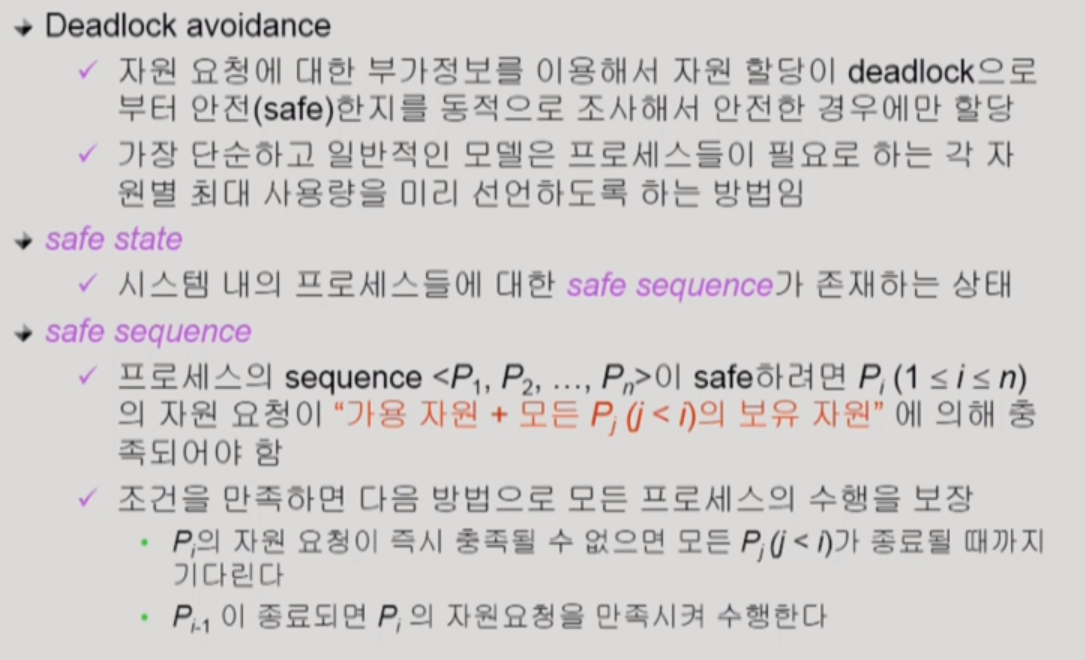 Deadlock avoidance
자원 요청에 대한 부가정보를 이용해서 자원 할당이 deadlock으로
부터 안전(safe)한지를 동적으로 조사해서 안전한 경우에만 할당
가장 단순하고 일반적인 모델은 프로세스들이 필요로 하는 각 자
원별 최대 사용량을 미리 선언하도록 하는 방법임
safe state
시스템 내의 프로세스들에 대한 safe sequence가 존재하는 상태
safe sequence
프로세스의 sequence <P1, P2, …, Pn>이 safe하려면 Pi (1 ≤ i ≤ n)
의 자원 요청이 “가용 자원 + 모든 Pj (j < i)의 보유 자원” 에 의해 충
족되어야 함
조건을 만족하면 다음 방법으로 모든 프로세스의 수행을 보장
Pi의 자원 요청이 즉시 충족될 수 없으면 모든 Pj (j < i)가 종료될 때까지
기다린다
Pi-1 이 종료되면 Pi 의 자원요청을 만족시켜 수행한다